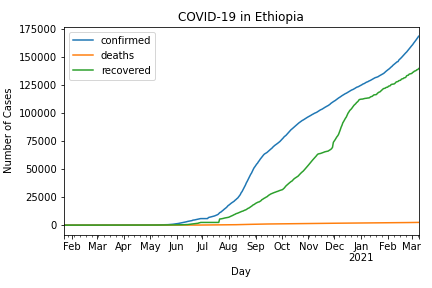 COVID-19 in Ethiopia
175000
150000
125000
100000
75000
50000
25000
0
Number of Cases
confirmed
deaths
recovered
Feb Mar Apr May Jun Jul Aug Sep Oct Nov Dec Jan Feb Mar
2021
Day